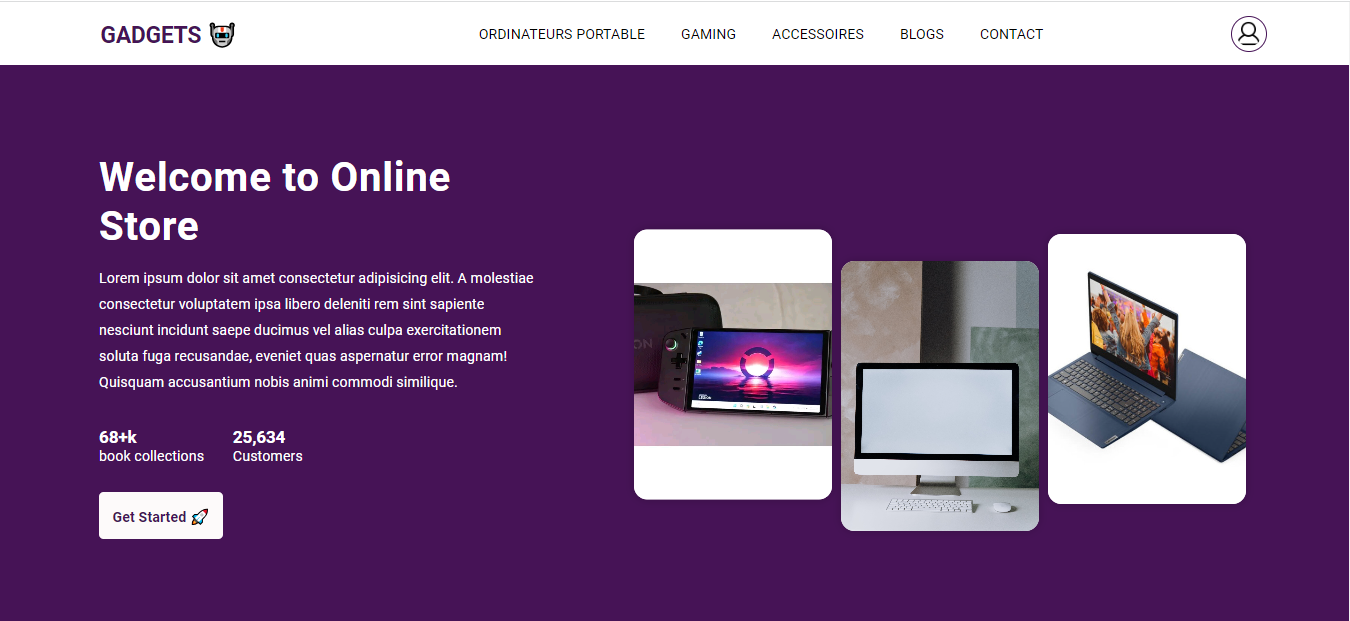 GADGETS
ORDINATEURS PORTABLE
GAMING
ACCESSOIRES
BLOGS
CONTACT
Welcome to Online
Store
Lorem ipsum dolor sit amet consectetur adipisicing elit. A molestiae
consectetur voluptatem ipsa libero deleniti rem sint sapiente
nesciunt incidunt saepe ducimus vel alias culpa exercitationem
soluta fuga recusandae, eveniet quas aspernatur error magnam!
Quisquam accusantium nobis animi commodi similique.
68+k
book collections
25,634
Customers
Get Started